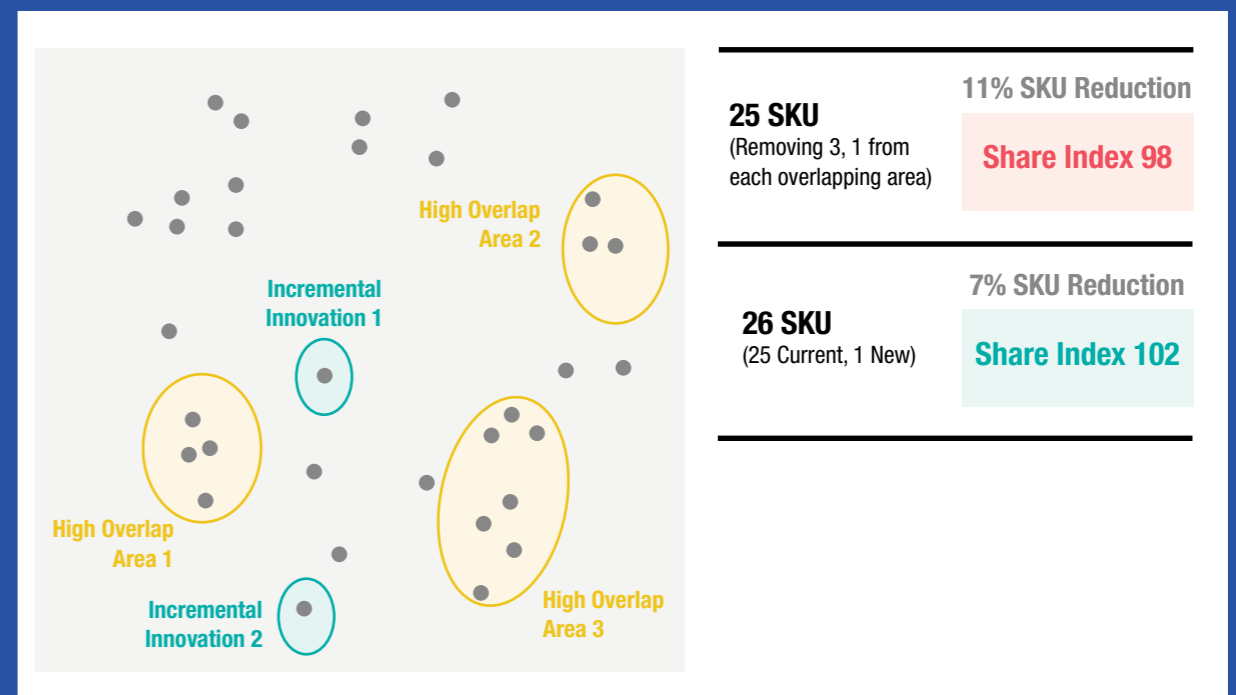 High Overlap
Area 2
Incremental
Innovation 1
High Overlap
Area 1
Incremental
Innovation 2
High Overlap
Area 3
25 SKU
(Removing 3, 1 from
each overlapping area)
11% SKU Reduction
Share Index 98
26 SKU
(25 Current, 1 New)
7% SKU Reduction
Share Index 102